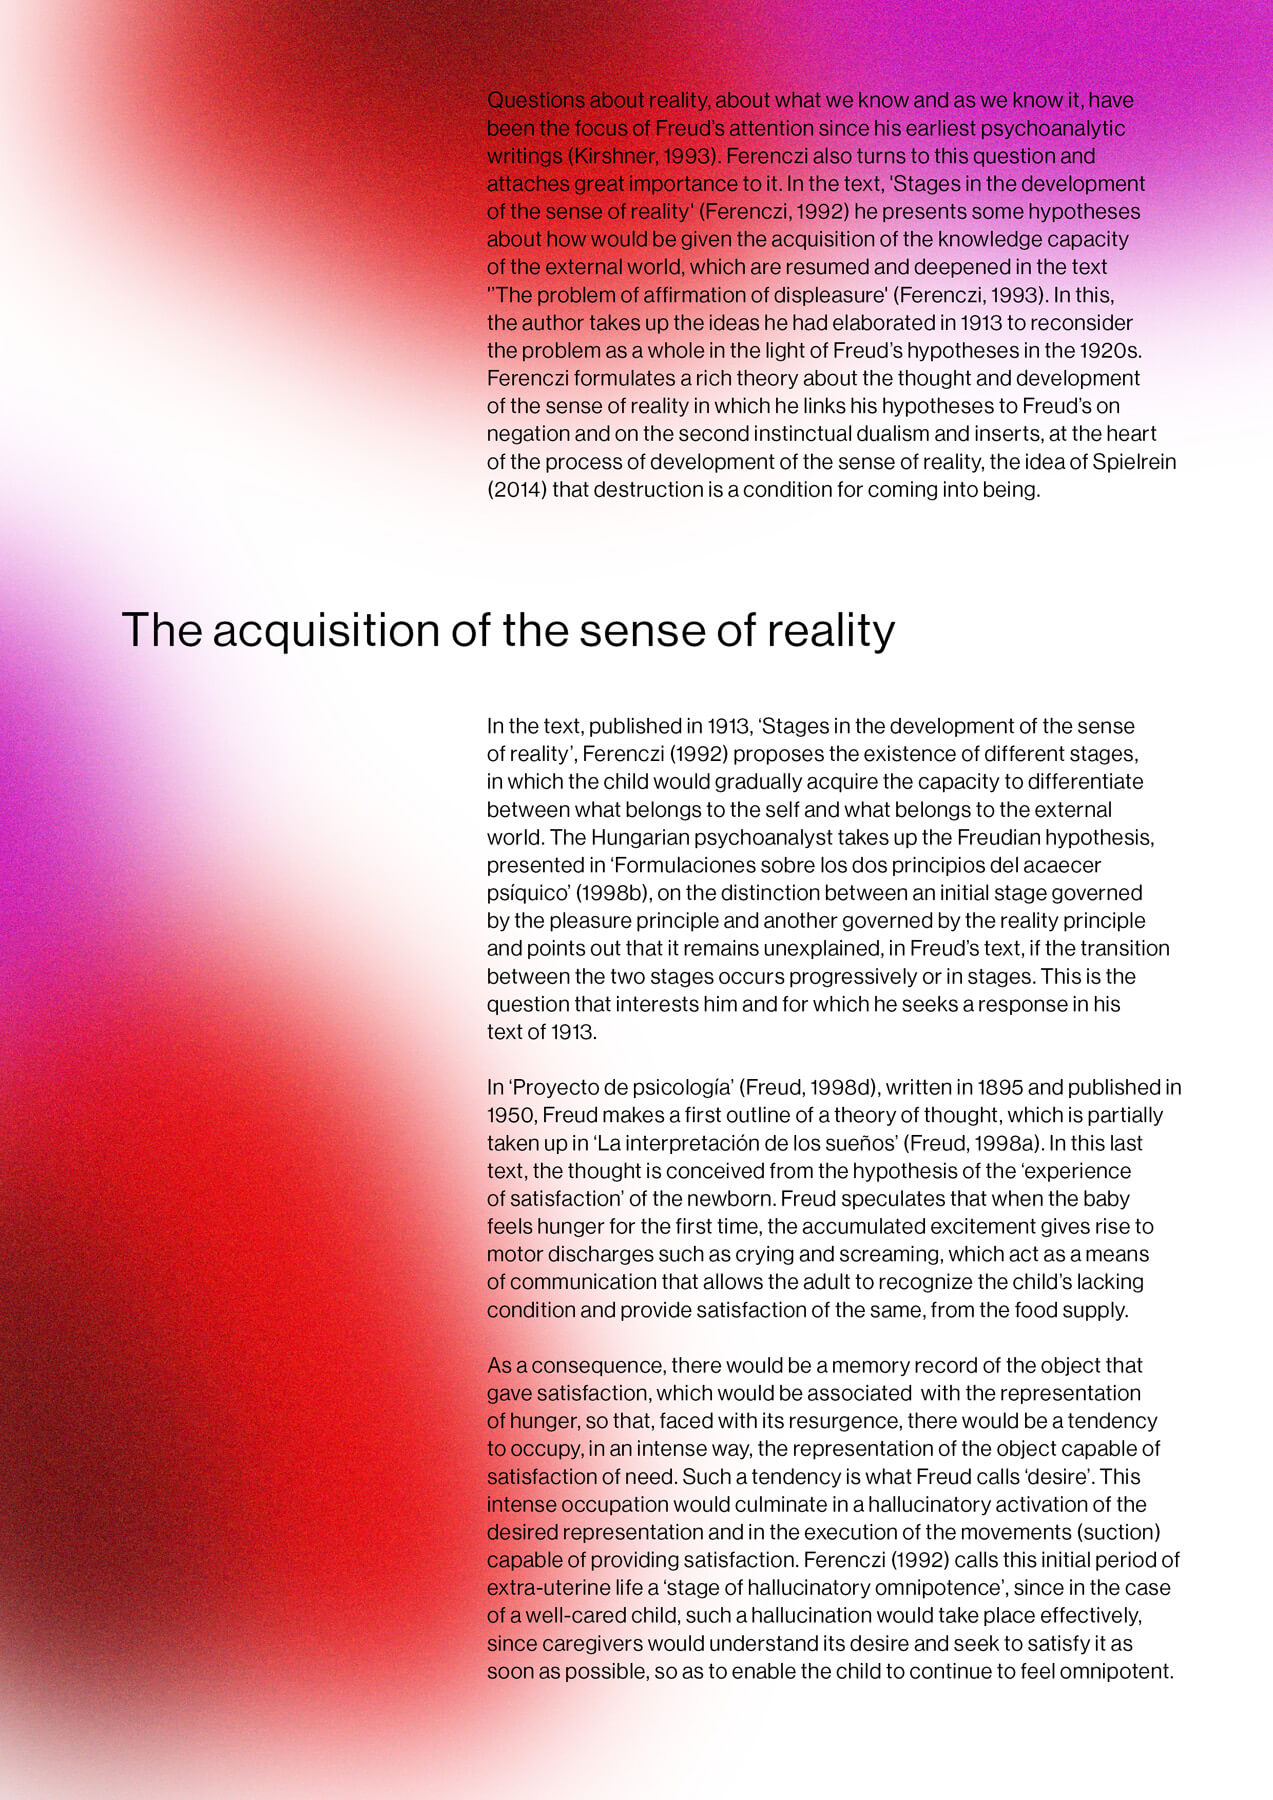 Questions about reality, about what we know and as we know it, have
been the focus of Freud's attention since his earliest psychoanalytic
writings (Kirshner, 1993). Ferenczi also turns to this question and
attaches great importance to it. In the text, 'Stages in the development
of the sense of reality' (Ferenczi, 1992) he presents some hypotheses
about how would be given the acquisition of the knowledge capacity
of the external world, which are resumed and deepened in the text
''The problem of affirmation of displeasure' (Ferenczi, 1993). In this,
the author takes up the ideas he had elaborated in 1913 to reconsider
the problem as a whole in the light of Freud's hypotheses in the 1920s.
Ferenczi formulates a rich theory about the thought and development
of the sense of reality in which he links his hypotheses to Freud's on
negation and on the second instinctual dualism and inserts, at the heart
of the process of development of the sense of reality, the idea of Spielrein
(2014) that destruction is a condition for coming into being.
The acquisition of the sense of reality
In the text, published in 1913, ‘Stages in the development of the sense
of reality’, Ferenczi (1992) proposes the existence of different stages,
in which the child would gradually acquire the capacity to differentiate
between what belongs to the self and what belongs to the external
world. The Hungarian psychoanalyst takes up the Freudian hypothesis,
presented in ‘Formulaciones sobre los dos principios del acaecer
psíquico’ (1998b), on the distinction between an initial stage governed
by the pleasure principle and another governed by the reality principle
and points out that it remains unexplained, in Freud’s text, if the transition
between the two stages occurs progressively or in stages. This is the
question that interests him and for which he seeks a response in his
text of 1913.
In ‘Proyecto de psicología’ (Freud, 1998d), written in 1895 and published in
1950, Freud makes a first outline of a theory of thought, which is partially
taken up in ‘La interpretación de los sueños’ (Freud, 1998a). In this last
text, the thought is conceived from the hypothesis of the ‘experience
of satisfaction’ of the newborn. Freud speculates that when the baby
feels hunger for the first time, the accumulated excitement gives rise to
motor discharges such as crying and screaming, which act as a means
of communication that allows the adult to recognize the child’s lacking
condition and provide satisfaction of the same, from the food supply.
As a consequence, there would be a memory record of the object that
gave satisfaction, which would be associated with the representation
of hunger, so that, faced with its resurgence, there would be a tendency
to occupy, in an intense way, the representation of the object capable of
satisfaction of need. Such a tendency is what Freud calls ‘desire’. This
intense occupation would culminate in a hallucinatory activation of the
desired representation and in the execution of the movements (suction)
capable of providing satisfaction. Ferenczi (1992) calls this initial period of
extra-uterine life a ‘stage of hallucinatory omnipotence’, since in the case
of a well-cared child, such a hallucination would take place effectively,
since caregivers would understand its desire and seek to satisfy it as
soon as possible, so as to enable the child to continue to feel omnipotent.